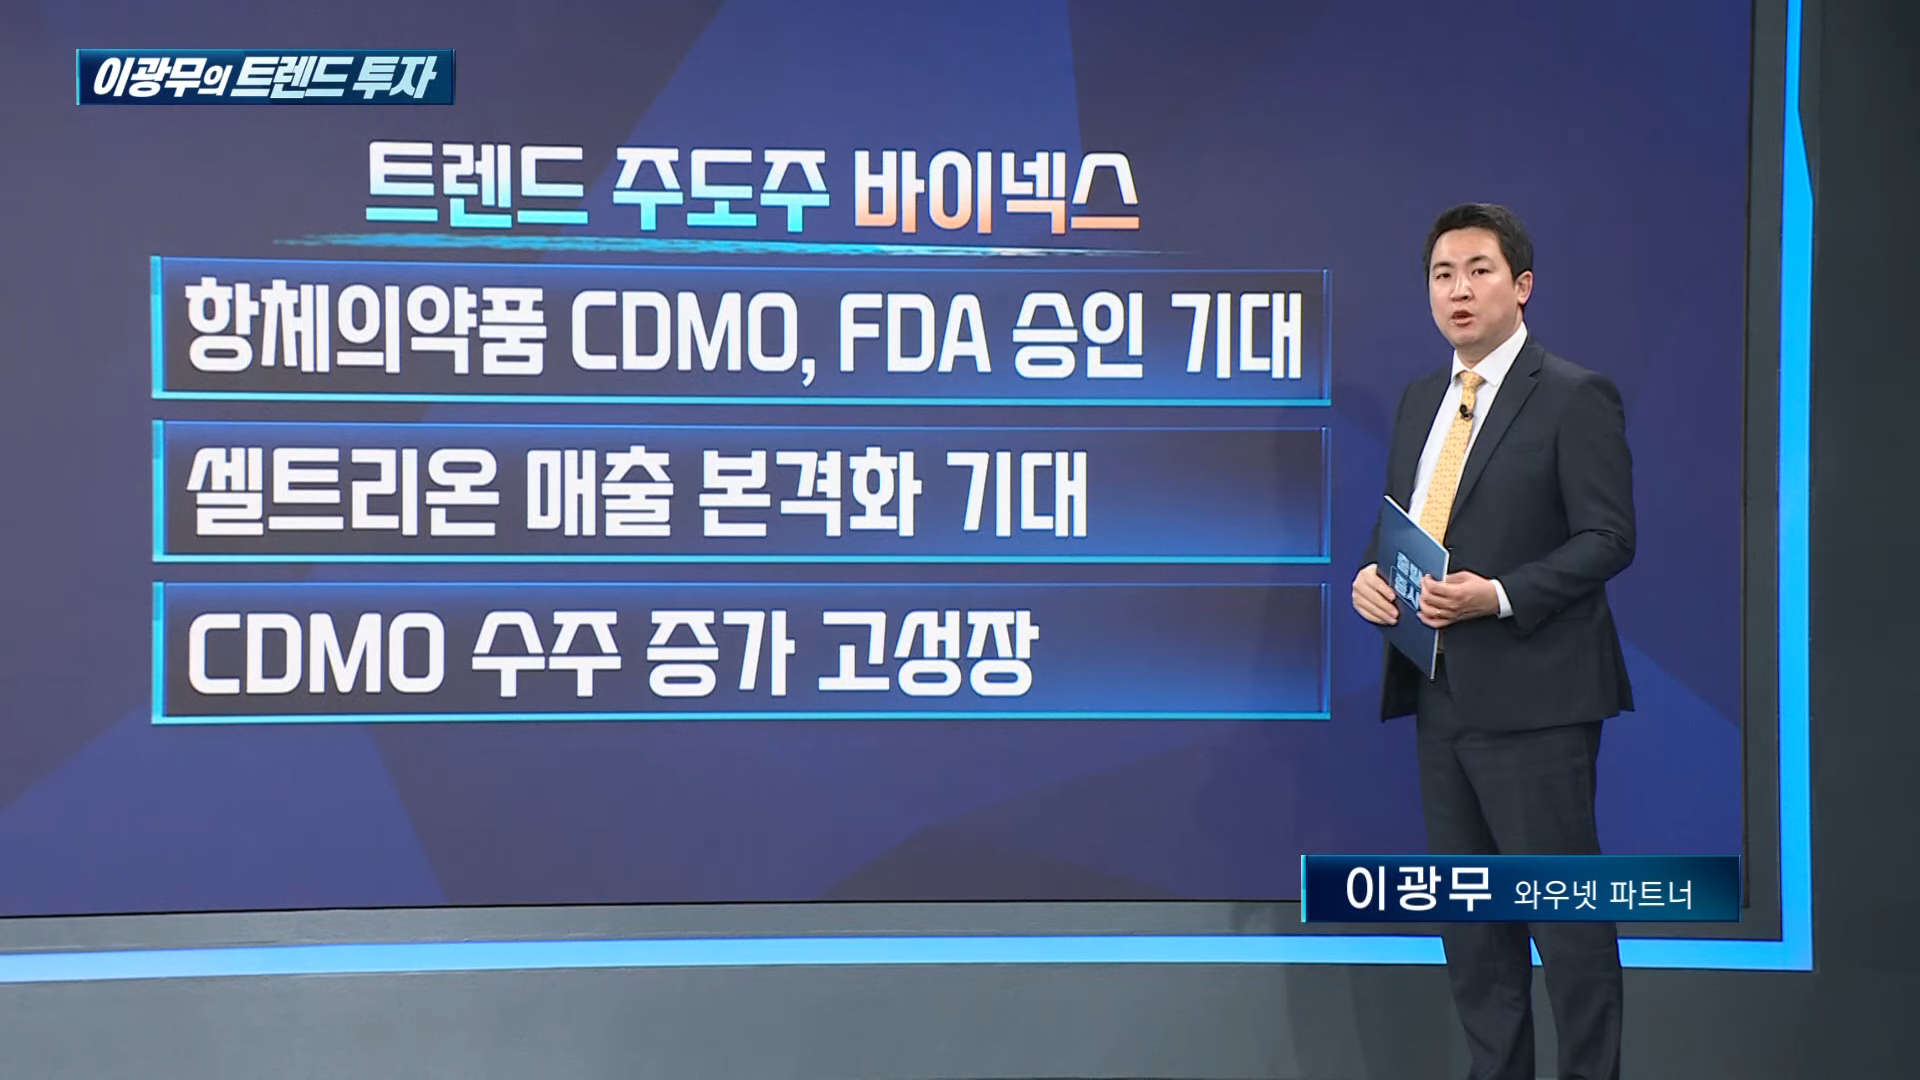 이광무의 트렌드 투자
트렌드 주도주 바이넥스
항체의약품 CDMO, FDA 승인 기대
셀트리온 매출 본격화 기대
CDMO 수주 증가 고성장
이광무 와우넷 파트너